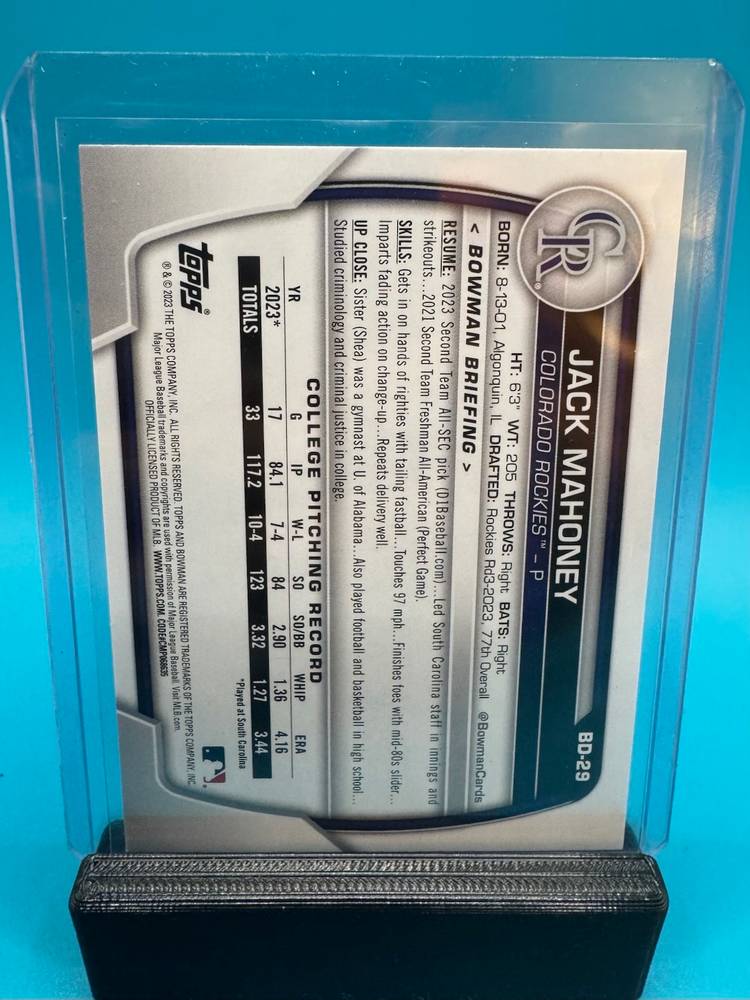 BD-29
CR®
JACK MAHONEY
COLORADO ROCKIES™ – P
HT: 6'3" WT: 205 THROWS: Right BATS: Right
BORN: 8-13-01, Algonquin, IL DRAFTED: Rockies Rd3-2023, 77th Overall @BowmanCards
< BOWMAN BRIEFING >
RESUME: 2023 Second Team All-SEC pick (D1Baseball.com)...Led South Carolina staff in innings and
strikeouts...2021 Second Team Freshman All-American (Perfect Game).
SKILLS: Gets in on hands of righties with tailing fastball...Touches 97 mph...Finishes foes with mid-80s slider...
Imparts fading action on change-up...Repeats delivery well.
UP CLOSE: Sister (Shea) was a gymnast at U. of Alabama...Also played football and basketball in high school...
Studied criminology and criminal justice in college.
COLLEGE PITCHING RECORD
YR G IP W-L SO SO/BB WHIP ERA
2023* 17 84.1 7-4 84 2.90 1.36 4.16
TOTALS 33 117.2 10-4 123 3.32 1.27 3.44
*Played at South Carolina
topps®
® & © 2023 THE TOPPS COMPANY, INC. ALL RIGHTS RESERVED. TOPPS AND BOWMAN ARE REGISTERED TRADEMARKS OF THE TOPPS COMPANY, INC.
Major League Baseball trademarks and copyrights are used with permission of Major League Baseball. Visit MLB.com.
OFFICIALLY LICENSED PRODUCT OF MLB. WWW.TOPPS.COM. CODE#CMP068635